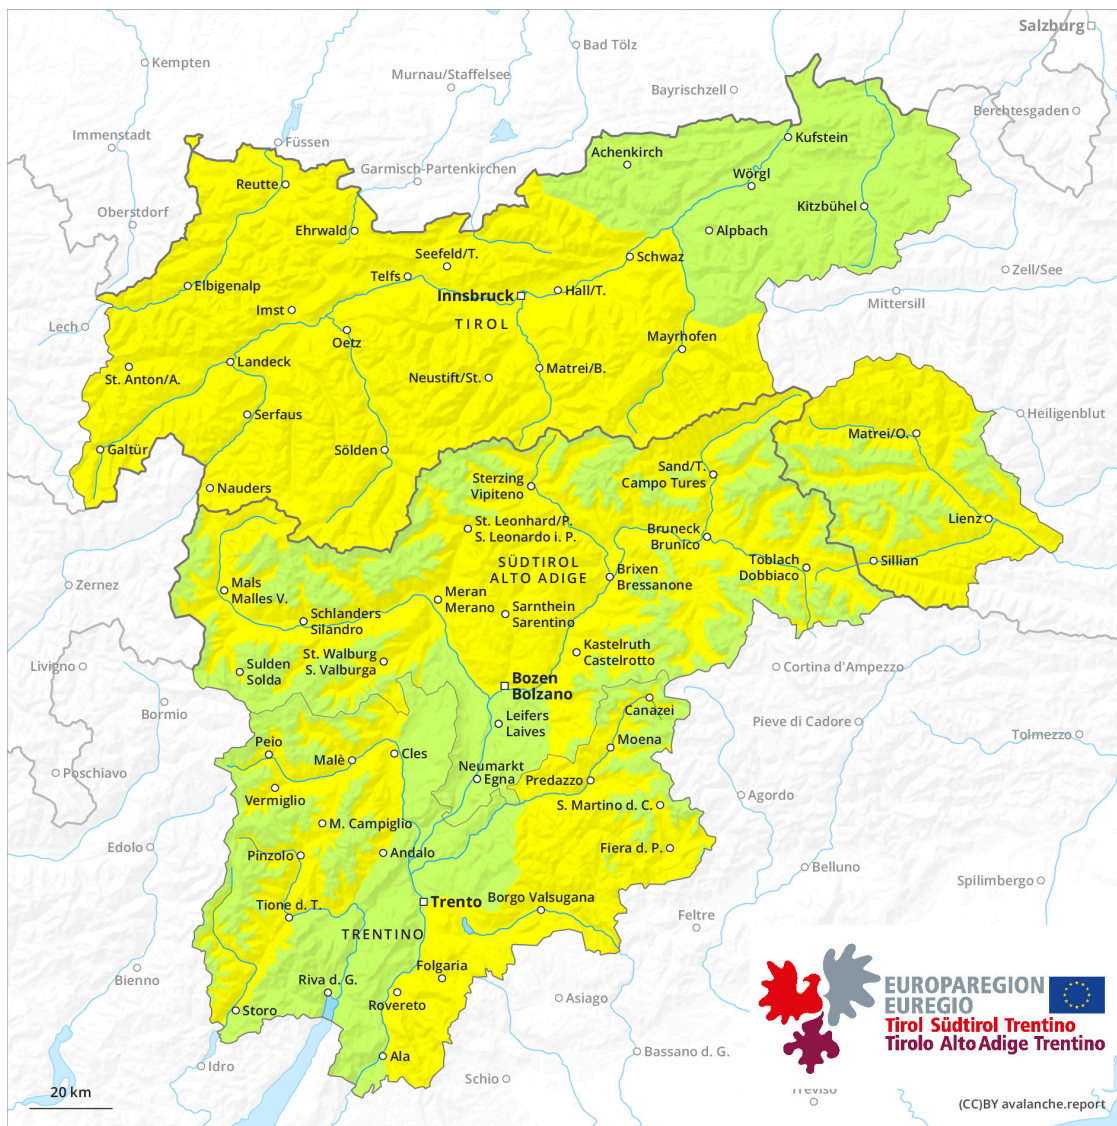 Salzburg
Bad Tölz
Kempten
Murnau/Staffelsee
Bayrischzell
Berchtesgaden
Immenstadt
Füssen
Kufstein
Achenkirch
Garmisch-Partenkirchen
Wörgl
Reutte
Kitzbühel
Oberstdorf
Ehrwald
Alpbach
Seefeld/T.
Schwaz
Zell/See
Telfs
Elbigenalp
Hall/T.
Innsbruck
Mittersill
Imst
TIROL
Lech
Oetz
Mayrhofen
Landeck
Matrei/B.
St. Anton/A.
Neustift/St.
Serfaus
Heiligenblut
Matrei/O.
Galtür
Sölden
Sand/T.
Campo Tures
Sterzing
Vipiteno
Nauders
St. Leonhard/P.
S. Leonardo i. P.
Lienz
Bruneck
Brunico
SÜDTIROL
ALTO ADIGE
Toblach
Dobbiaco
Sillian
Brixen
Bressanone
Zernez
Mals
Malles V.
Meran
Merano
Schlanders
Silandro
Sarnthein
Sarentino
Kastelruth
Castelrotto
St. Walburg
S. Valburga
Livigno
Sulden
Solda
Cortina d'Ampezzo
Bozen
Bolzano
Bormio
Canazei
Leifers
Laives
Pieve di Cadore
Tolmezzo
Moena
Peio
Cles
Malè
Poschiavo
Neumarkt
Egna
Predazzo
Vermiglio
Agordo
S. Martino d. C.
M. Campiglio
Edolo
Pinzolo
Andalo
Fiera d. P.
Belluno
Spilimbergo
Trento
Borgo Valsugana
Tione d. T.
Feltre
TRENTINO
Folgaria
Bienno
Riva d. G.
Rovereto
Asiago
Storo
EUROPAREGION
EUREGIO
Tirol Südtirol Trentino
Tirolo Alto Adige Trentino
Ala
Bassano d. G.
Idro
Schio
20 km
Treviso
(CC)BY avalanche.report